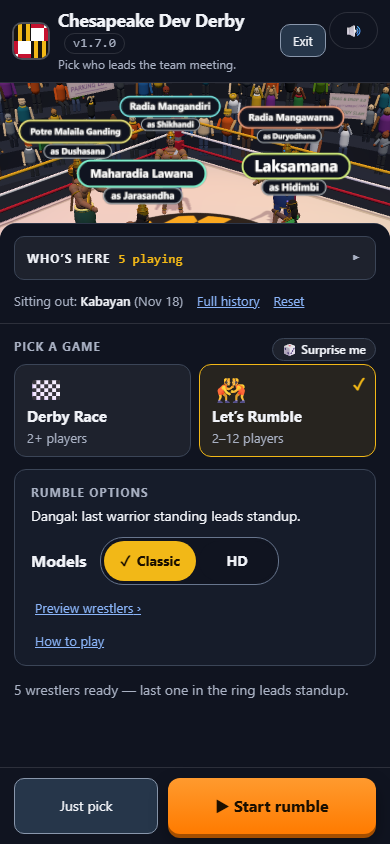 Chesapeake Dev Derby
v1.7.0
Pick who leads the team meeting.
Exit
Radia Mangandiri
as Shikhandi
Radia Mangawarna
as Duryodhana
Potre Malaila Ganding
as Dushasana
Maharadia Lawana
as Jarasandha
Laksamana
as Hidimbi
WHO'S HERE 5 playing
Sitting out: Kabayan (Nov 18) Full history Reset
PICK A GAME
Surprise me
Derby Race
2+ players
Let's Rumble
2–12 players
RUMBLE OPTIONS
Dangal: last warrior standing leads standup.
Models
✓ Classic
HD
Preview wrestlers ›
How to play
5 wrestlers ready — last one in the ring leads standup.
Just pick
▶ Start rumble